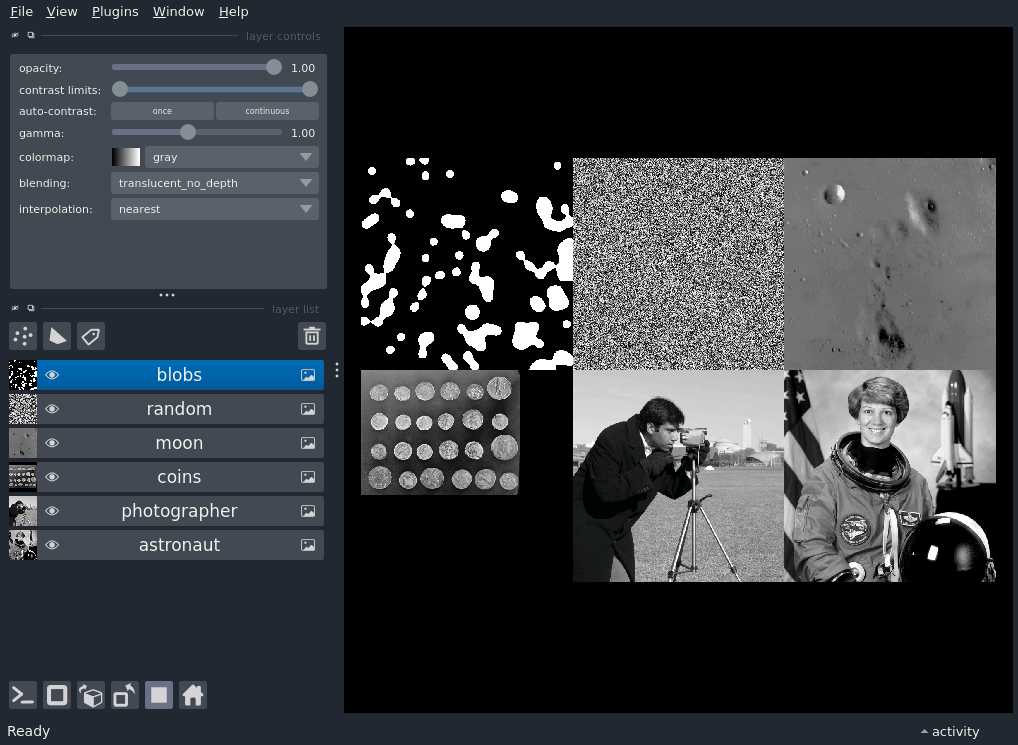 File View Plugins Window Help
layer controls
opacity: 1.00
contrast limits:
auto-contrast: once continuous
gamma: 1.00
colormap: gray
blending: translucent_no_depth
interpolation: nearest
layer list
blobs
random
moon
coins
photographer
astronaut
Ready
activity